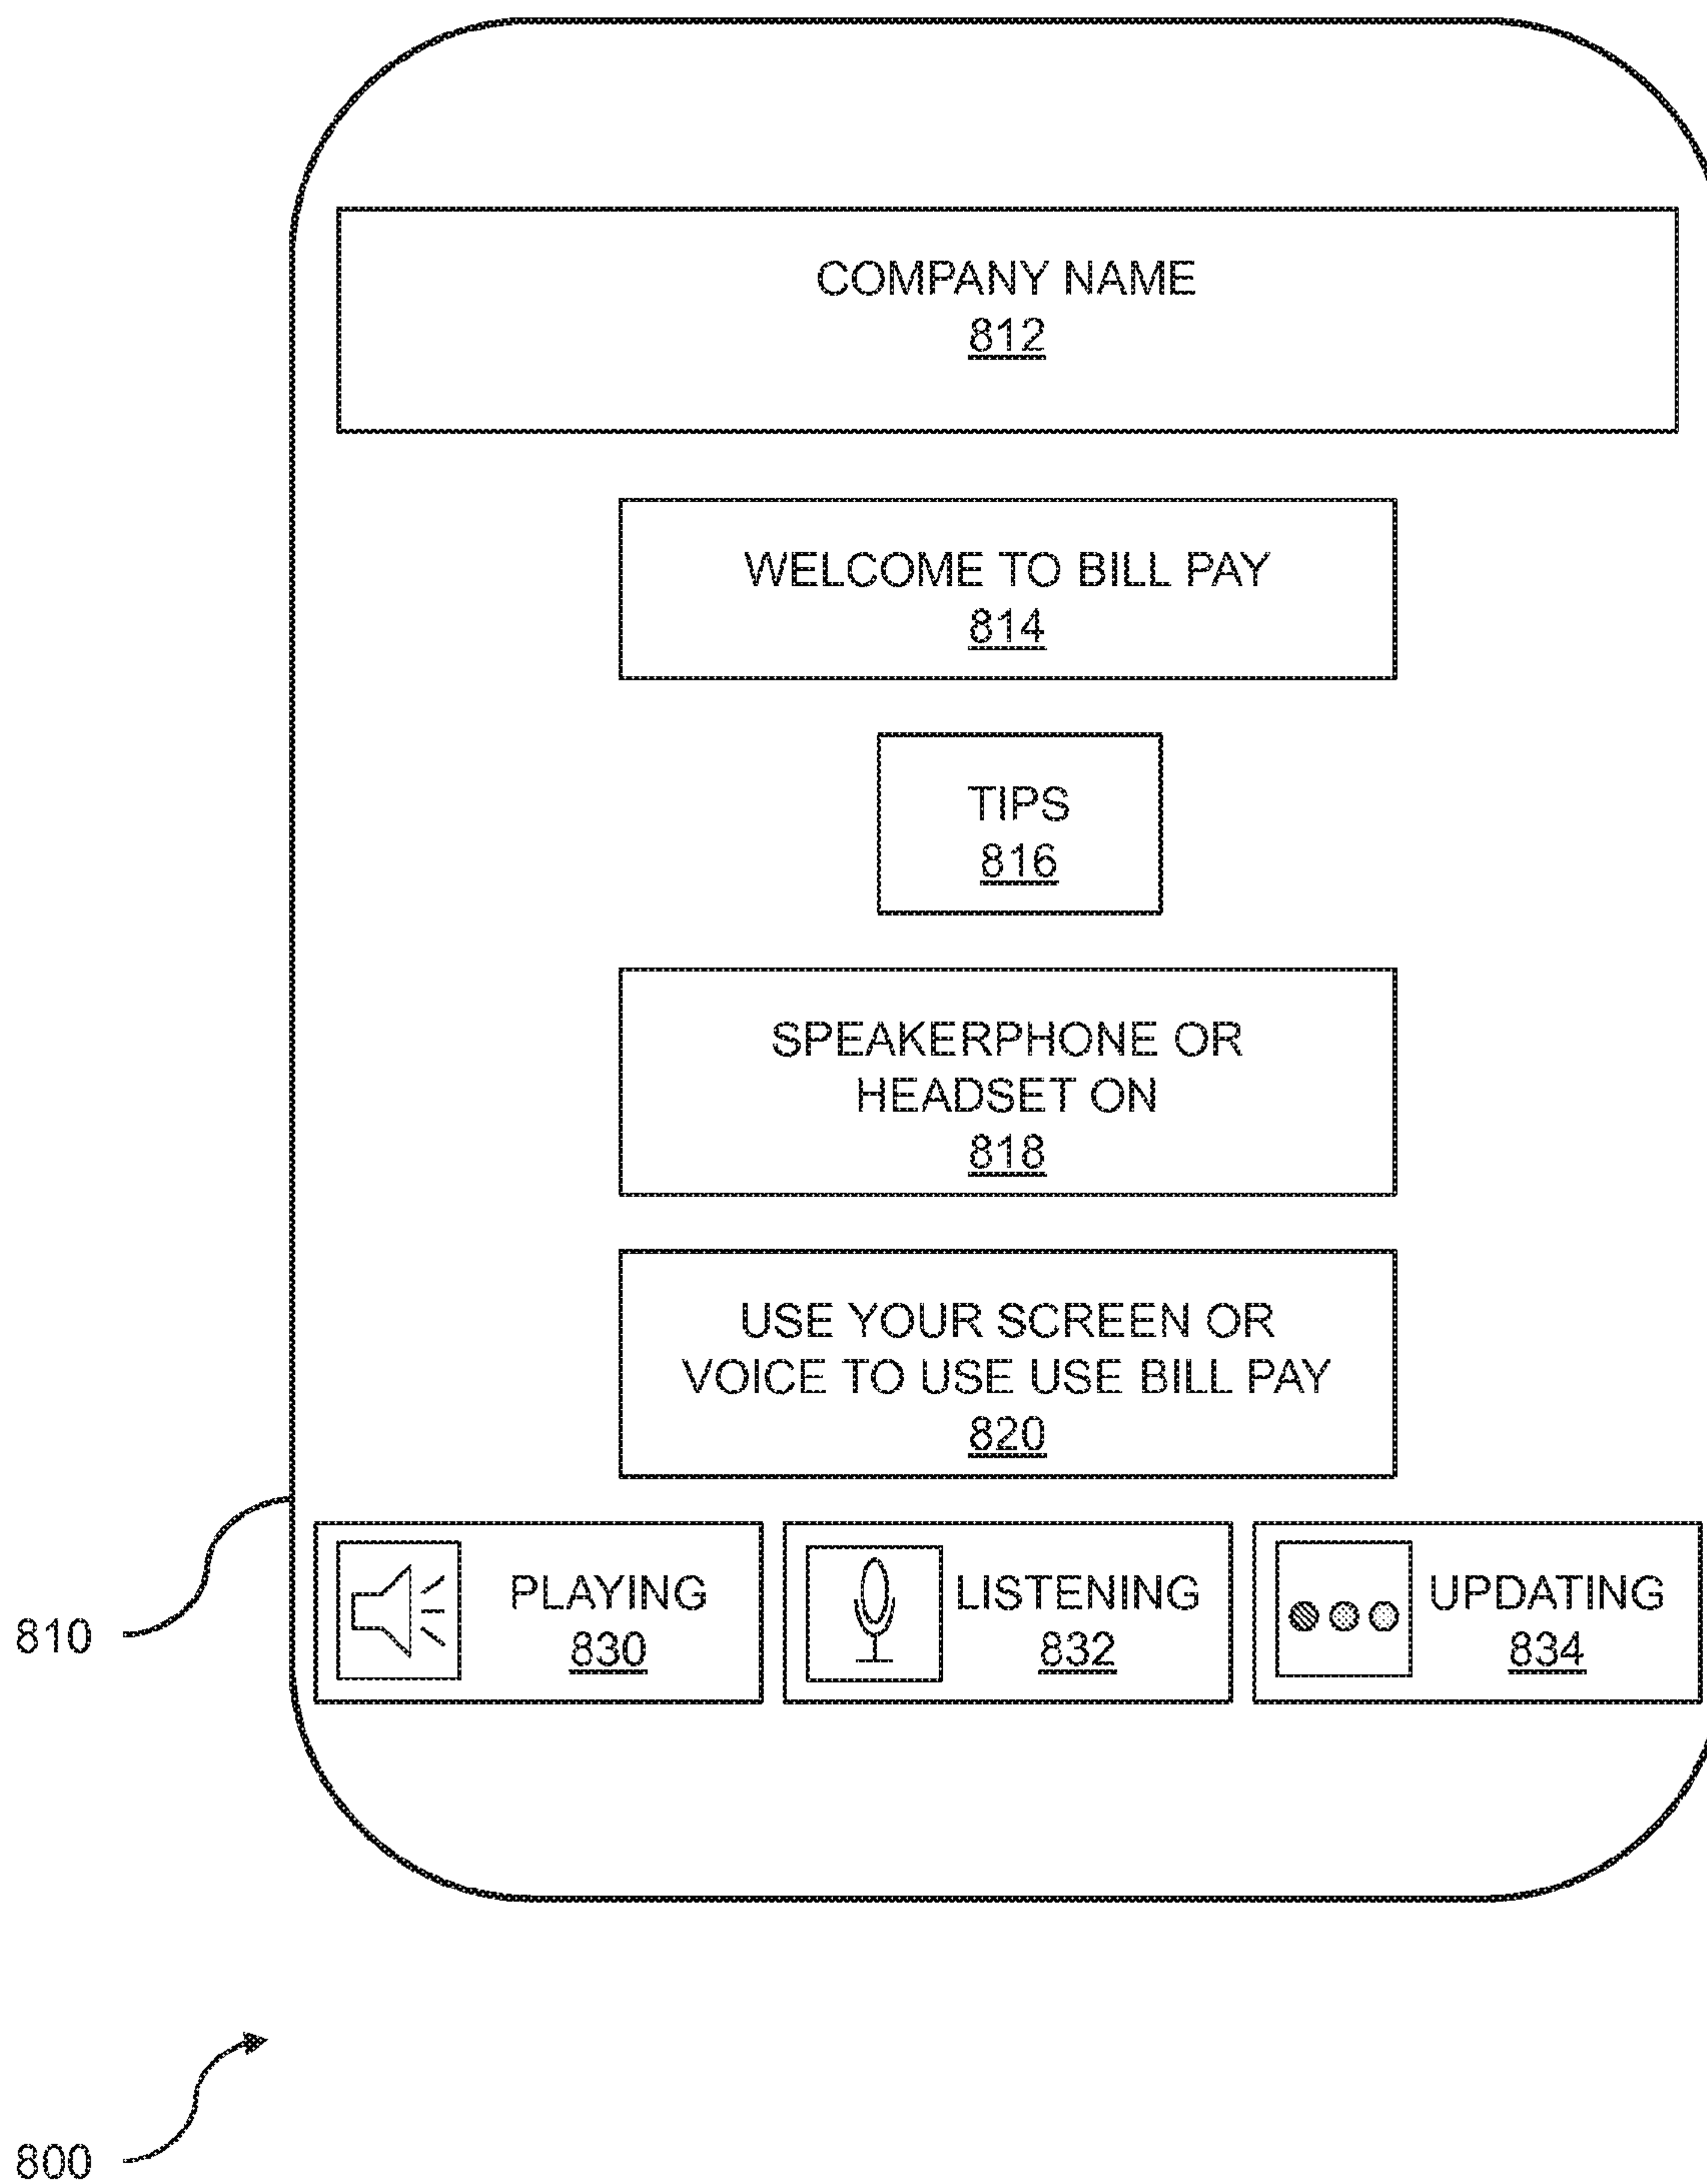 COMPANY NAME
812
WELCOME TO BILL PAY
814
TIPS
816
SPEAKERPHONE OR
HEADSET ON
818
USE YOUR SCREEN OR
VOICE TO USE USE BILL PAY
820
PLAYING
830
LISTENING
832
UPDATING
834
810
800